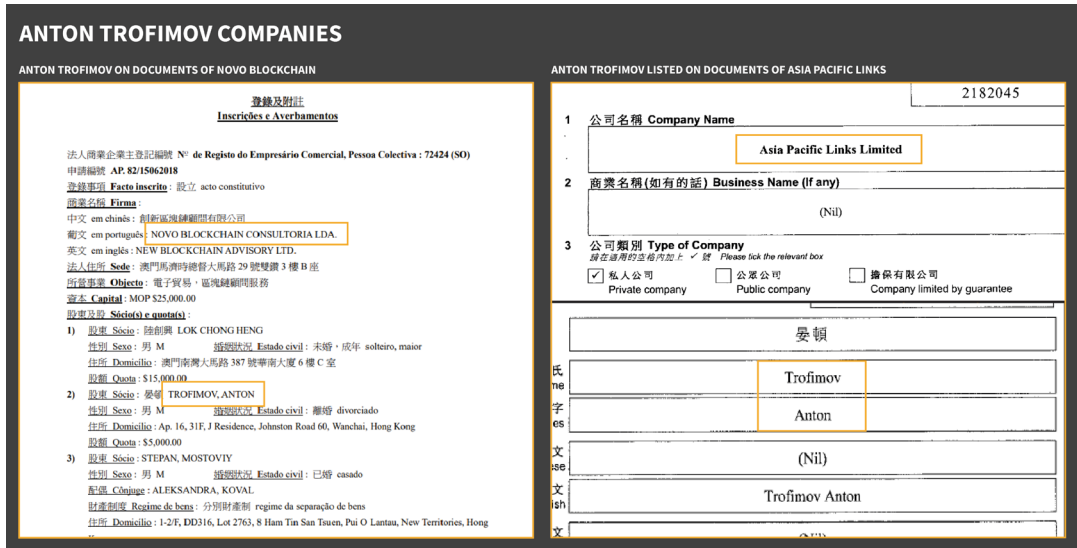 ANTON TROFIMOV COMPANIES
ANTON TROFIMOV ON DOCUMENTS OF NOVO BLOCKCHAIN
登錄及附註
Inscrições e Averbamentos
法人商業企業主登記編號 Nº de Registo do Empresário Comercial, Pessoa Colectiva : 72424 (SO)
申請編號 AP. 82/15062018
登錄事項 Facto inscrito : 設立 acto constitutivo
商業名稱 Firma :
中文 em chinês : 創新區塊鏈顧問有限公司
葡文 em português : NOVO BLOCKCHAIN CONSULTORIA LDA.
英文 em inglês : NEW BLOCKCHAIN ADVISORY LTD.
法人住所 Sede : 澳門馬濟時總督大馬路 29 號雙鑽 3 樓 B 座
所營事業 Objecto : 電子貿易，區塊鏈顧問服務
資本 Capital : MOP $25,000.00
股東及股 Sócio(s) e quota(s) :
1) 股東 Sócio : 陸創興 LOK CHONG HENG
性別 Sexo : 男 M 婚姻狀況 Estado civil : 未婚，成年 solteiro, maior
住所 Domicílio : 澳門南灣大馬路 387 號華南大廈 6 樓 C 室
股額 Quota : $15,000.00
2) 股東 Sócio : 晏頓 TROFIMOV, ANTON
性別 Sexo : 男 M 婚姻狀況 Estado civil : 離婚 divorciado
住所 Domicílio : Ap. 16, 31F, J Residence, Johnston Road 60, Wanchai, Hong Kong
股額 Quota : $5,000.00
3) 股東 Sócio : STEPAN, MOSTOVIY
性別 Sexo : 男 M 婚姻狀況 Estado civil : 已婚 casado
配偶 Cônjuge : ALEKSANDRA, KOVAL
財產制度 Regime de bens : 分別財產制 regime da separação de bens
住所 Domicílio : 1-2/F, DD316, Lot 2763, 8 Ham Tin San Tsuen, Pui O Lantau, New Territories, Hong
ANTON TROFIMOV LISTED ON DOCUMENTS OF ASIA PACIFIC LINKS
2182045
1 公司名稱 Company Name
Asia Pacific Links Limited
2 商業名稱(如有的話) Business Name (If any)
(Nil)
3 公司類別 Type of Company
請在適用的空格內加上 ✓ 號 Please tick the relevant box
✓ 私人公司 公眾公司 擔保有限公司
Private company Public company Company limited by guarantee
晏頓
氏
me
Trofimov
字
es
Anton
文
se
(Nil)
文
ish
Trofimov Anton
文
(Nil)